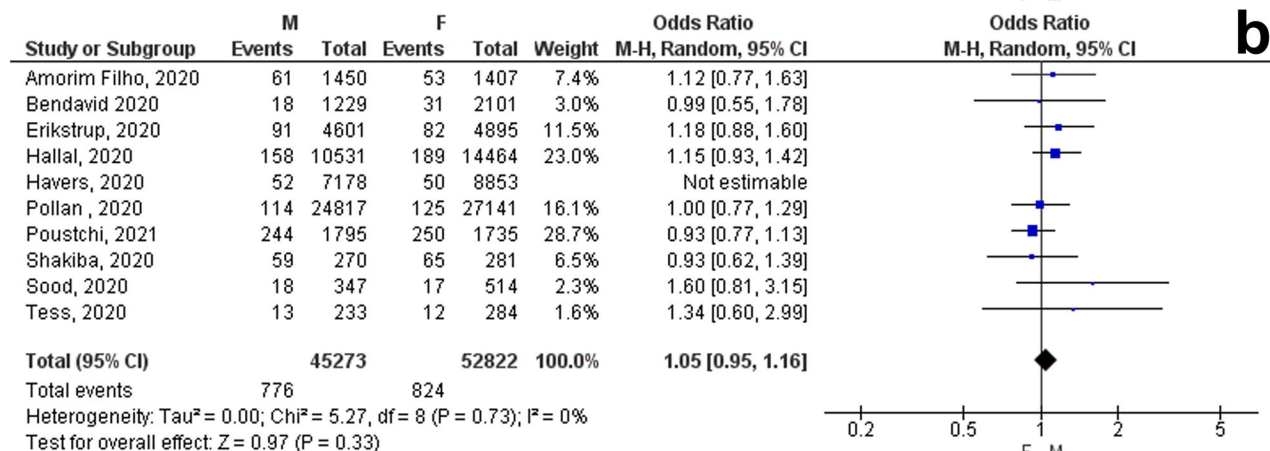 b
M F Odds Ratio Odds Ratio
Study or Subgroup Events Total Events Total Weight M-H, Random, 95% CI M-H, Random, 95% CI
Amorim Filho, 2020 61 1450 53 1407 7.4% 1.12 [0.77, 1.63]
Bendavid 2020 18 1229 31 2101 3.0% 0.99 [0.55, 1.78]
Erikstrup, 2020 91 4601 82 4895 11.5% 1.18 [0.88, 1.60]
Hallal, 2020 158 10531 189 14464 23.0% 1.15 [0.93, 1.42]
Havers, 2020 52 7178 50 8853 Not estimable
Pollan , 2020 114 24817 125 27141 16.1% 1.00 [0.77, 1.29]
Poustchi, 2021 244 1795 250 1735 28.7% 0.93 [0.77, 1.13]
Shakiba, 2020 59 270 65 281 6.5% 0.93 [0.62, 1.39]
Sood, 2020 18 347 17 514 2.3% 1.60 [0.81, 3.15]
Tess, 2020 13 233 12 284 1.6% 1.34 [0.60, 2.99]
Total (95% CI) 45273 52822 100.0% 1.05 [0.95, 1.16]
Total events 776 824
Heterogeneity: Tau² = 0.00; Chi² = 5.27, df = 8 (P = 0.73); I² = 0%
Test for overall effect: Z = 0.97 (P = 0.33)
0.2 0.5 1 2 5